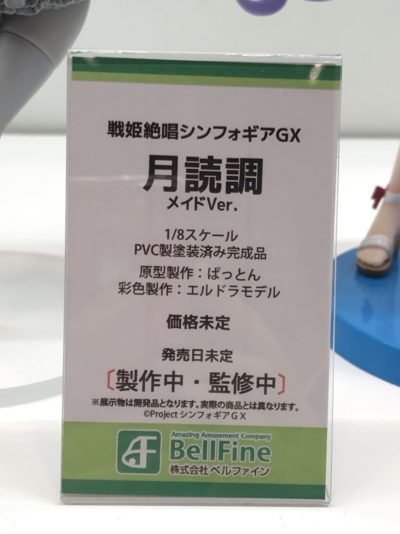 戦姫絶唱シンフォギアGX
月読調
メイドVer.
1/8スケール
PVC製塗装済み完成品
原型製作：ぱっとん
彩色製作：エルドラモデル
価格未定
発売日未定
〔製作中・監修中〕
※展示物は開発品となります。実際の商品とは異なります。
©Project シンフォギアＧＸ
Amazing Amusement Company
BellFine
株式会社 ベルファイン